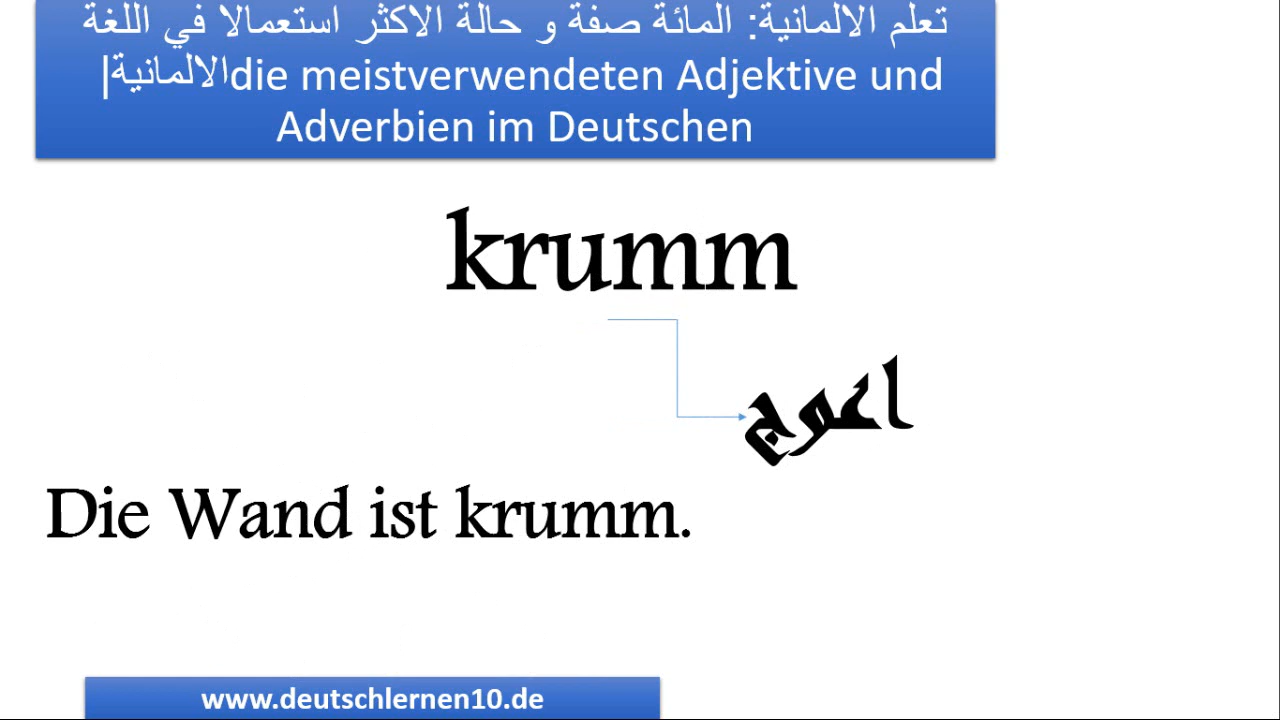 تعلم الالمانية: المائة صفة و حالة الاكثر استعمالا في اللغة
الالمانية|die meistverwendeten Adjektive und
Adverbien im Deutschen
krumm
اعوج
Die Wand ist krumm.
www.deutschlernen10.de